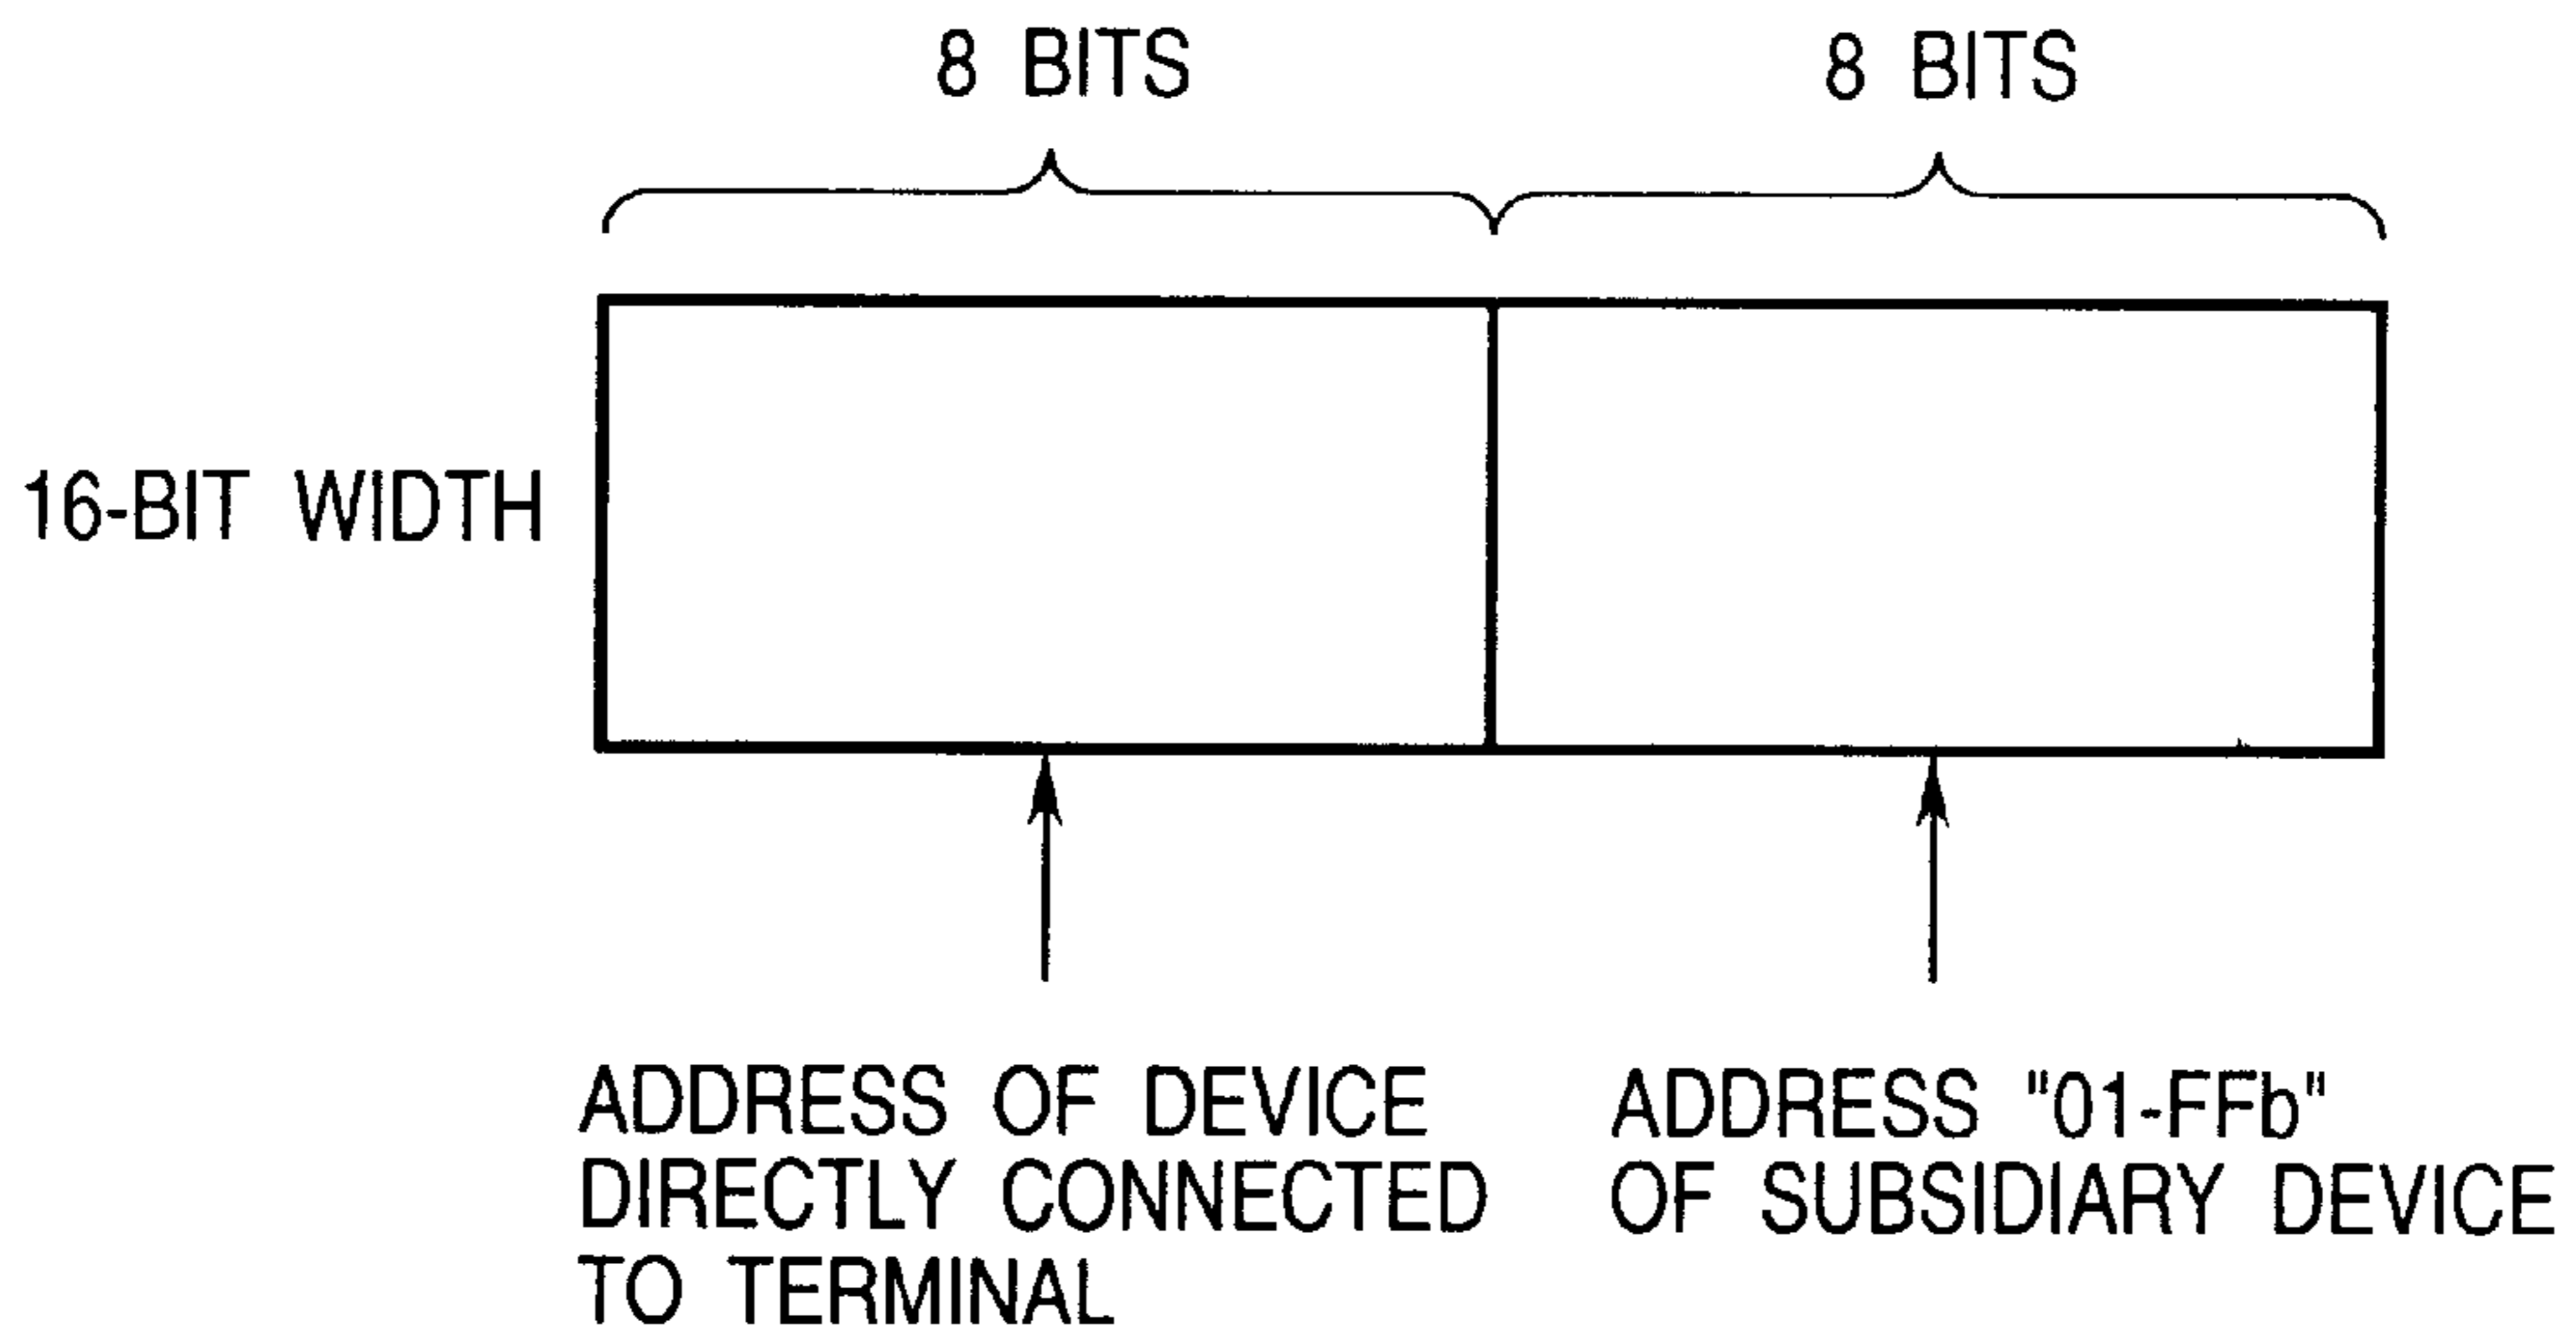 8 BITS
8 BITS
16-BIT WIDTH
ADDRESS OF DEVICE
DIRECTLY CONNECTED
TO TERMINAL
ADDRESS "01-FFb"
OF SUBSIDIARY DEVICE